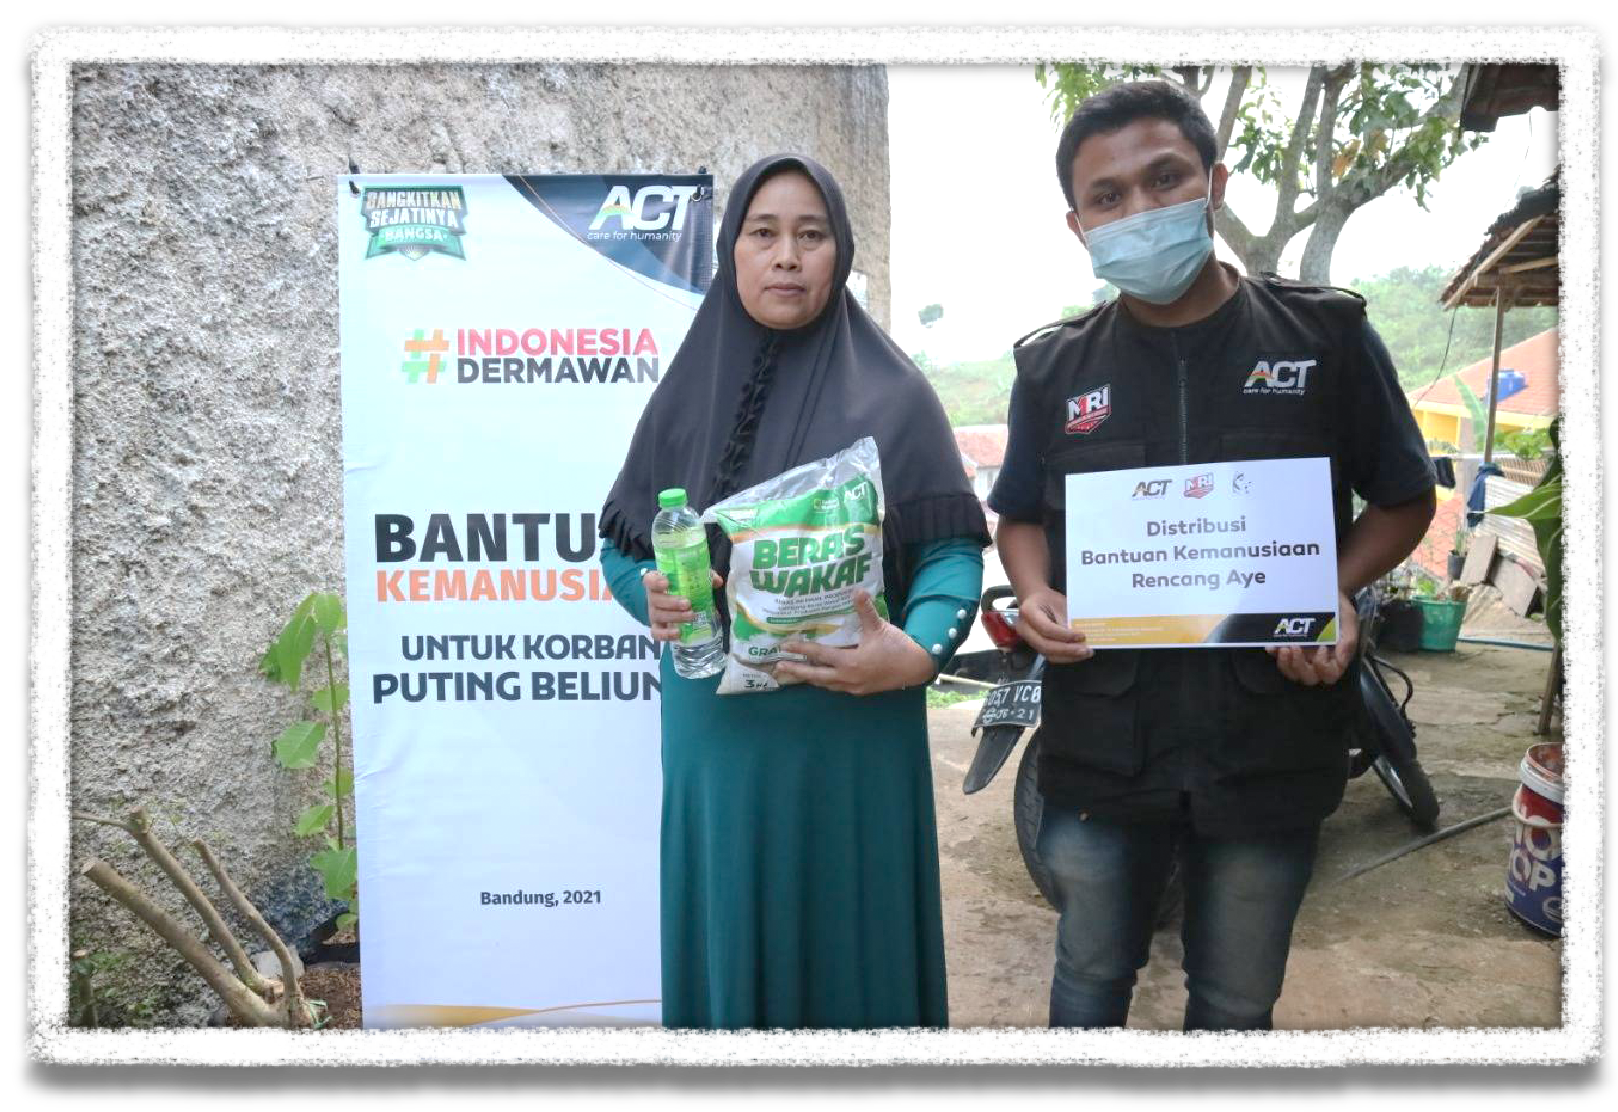 BANGKITKAN
SEJATINYA
BANGSA
ACT
care for humanity
#INDONESIA
DERMAWAN
BANTU
KEMANUSIA
UNTUK KORBAN
PUTING BELIUN
Bandung, 2021
ACT
BERAS
WAKAF
MRI
ACT
care for humanity
ACT MRI
Distribusi
Bantuan Kemanusiaan
Rencang Aye
ACT